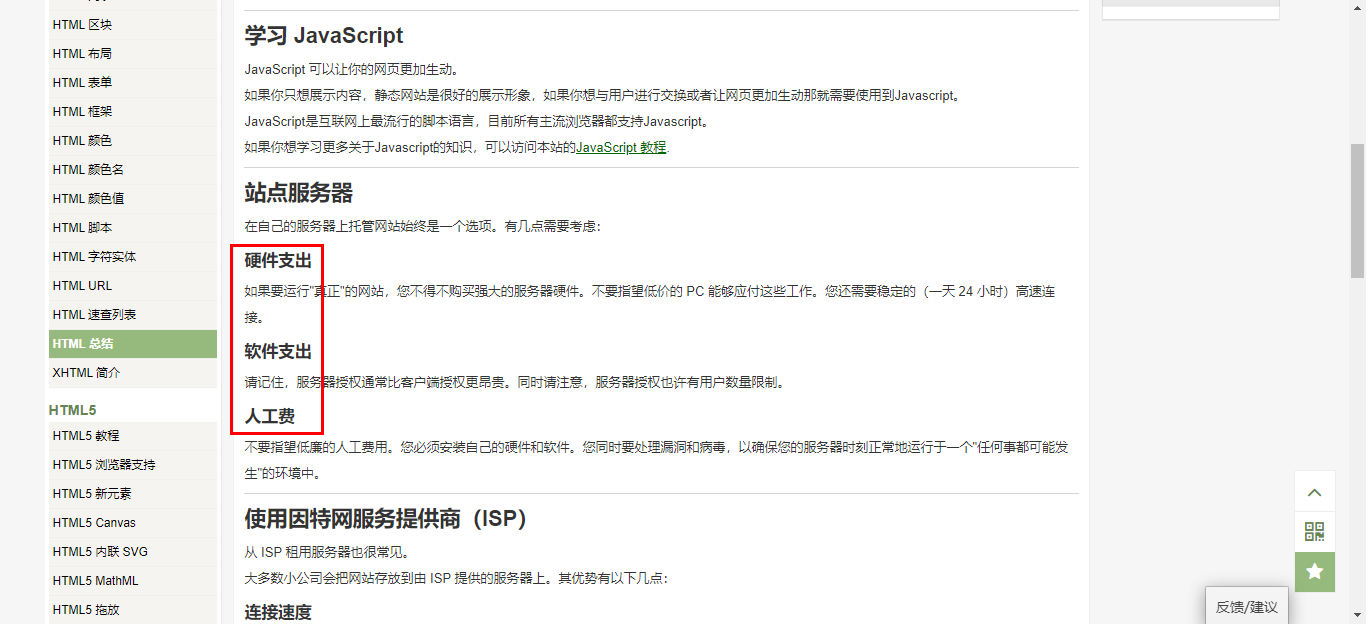 HTML 区块
HTML 布局
HTML 表单
HTML 框架
HTML 颜色
HTML 颜色名
HTML 颜色值
HTML 脚本
HTML 字符实体
HTML URL
HTML 速查列表
HTML 总结
XHTML 简介
HTML5
HTML5 教程
HTML5 浏览器支持
HTML5 新元素
HTML5 Canvas
HTML5 内联 SVG
HTML5 MathML
HTML5 拖放
学习 JavaScript
JavaScript 可以让你的网页更加生动。
如果你只想展示内容，静态网站是很好的展示形象，如果你想与用户进行交换或者让网页更加生动那就需要使用到Javascript。
JavaScript是互联网上最流行的脚本语言，目前所有主流浏览器都支持Javascript。
如果你想学习更多关于Javascript的知识，可以访问本站的JavaScript 教程.
站点服务器
在自己的服务器上托管网站始终是一个选项。有几点需要考虑：
硬件支出
如果要运行"真正"的网站，您不得不购买强大的服务器硬件。不要指望低价的 PC 能够应付这些工作。您还需要稳定的（一天 24 小时）高速连
接。
软件支出
请记住，服务器授权通常比客户端授权更昂贵。同时请注意，服务器授权也许有用户数量限制。
人工费
不要指望低廉的人工费用。您必须安装自己的硬件和软件。您同时要处理漏洞和病毒，以确保您的服务器时刻正常地运行于一个"任何事都可能发
生"的环境中。
使用因特网服务提供商（ISP）
从 ISP 租用服务器也很常见。
大多数小公司会把网站存放到由 ISP 提供的服务器上。其优势有以下几点：
连接速度
反馈/建议